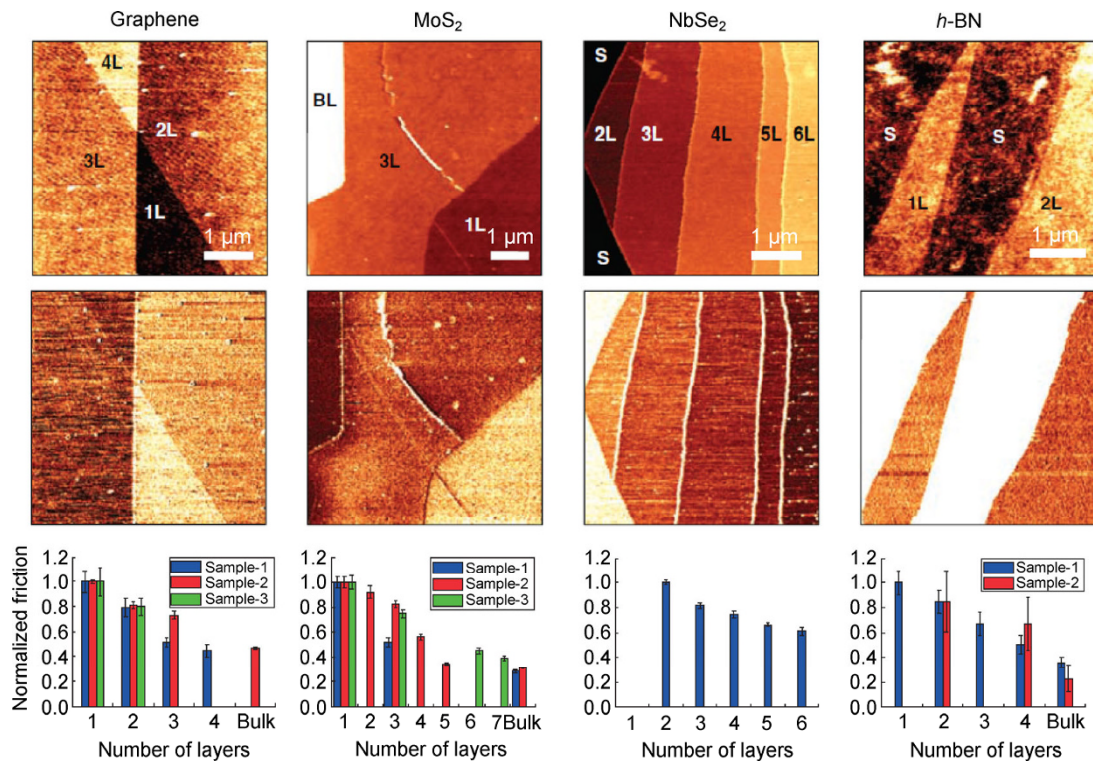 Graphene
MoS₂
NbSe₂
h-BN
4L
3L
2L
1L
1 μm
BL
3L
1L
1 μm
S
2L
3L
4L
5L
6L
S
1 μm
S
S
1L
2L
1 μm
Normalized friction
1.2
1.0
0.8
0.6
0.4
0.2
0.0
Sample-1
Sample-2
Sample-3
1 2 3 4 Bulk
Number of layers
1.2
1.0
0.8
0.6
0.4
0.2
0.0
Sample-1
Sample-2
Sample-3
1 2 3 4 5 6 7Bulk
Number of layers
1.2
1.0
0.8
0.6
0.4
0.2
0.0
1 2 3 4 5 6
Number of layers
1.2
1.0
0.8
0.6
0.4
0.2
0.0
Sample-1
Sample-2
1 2 3 4 Bulk
Number of layers